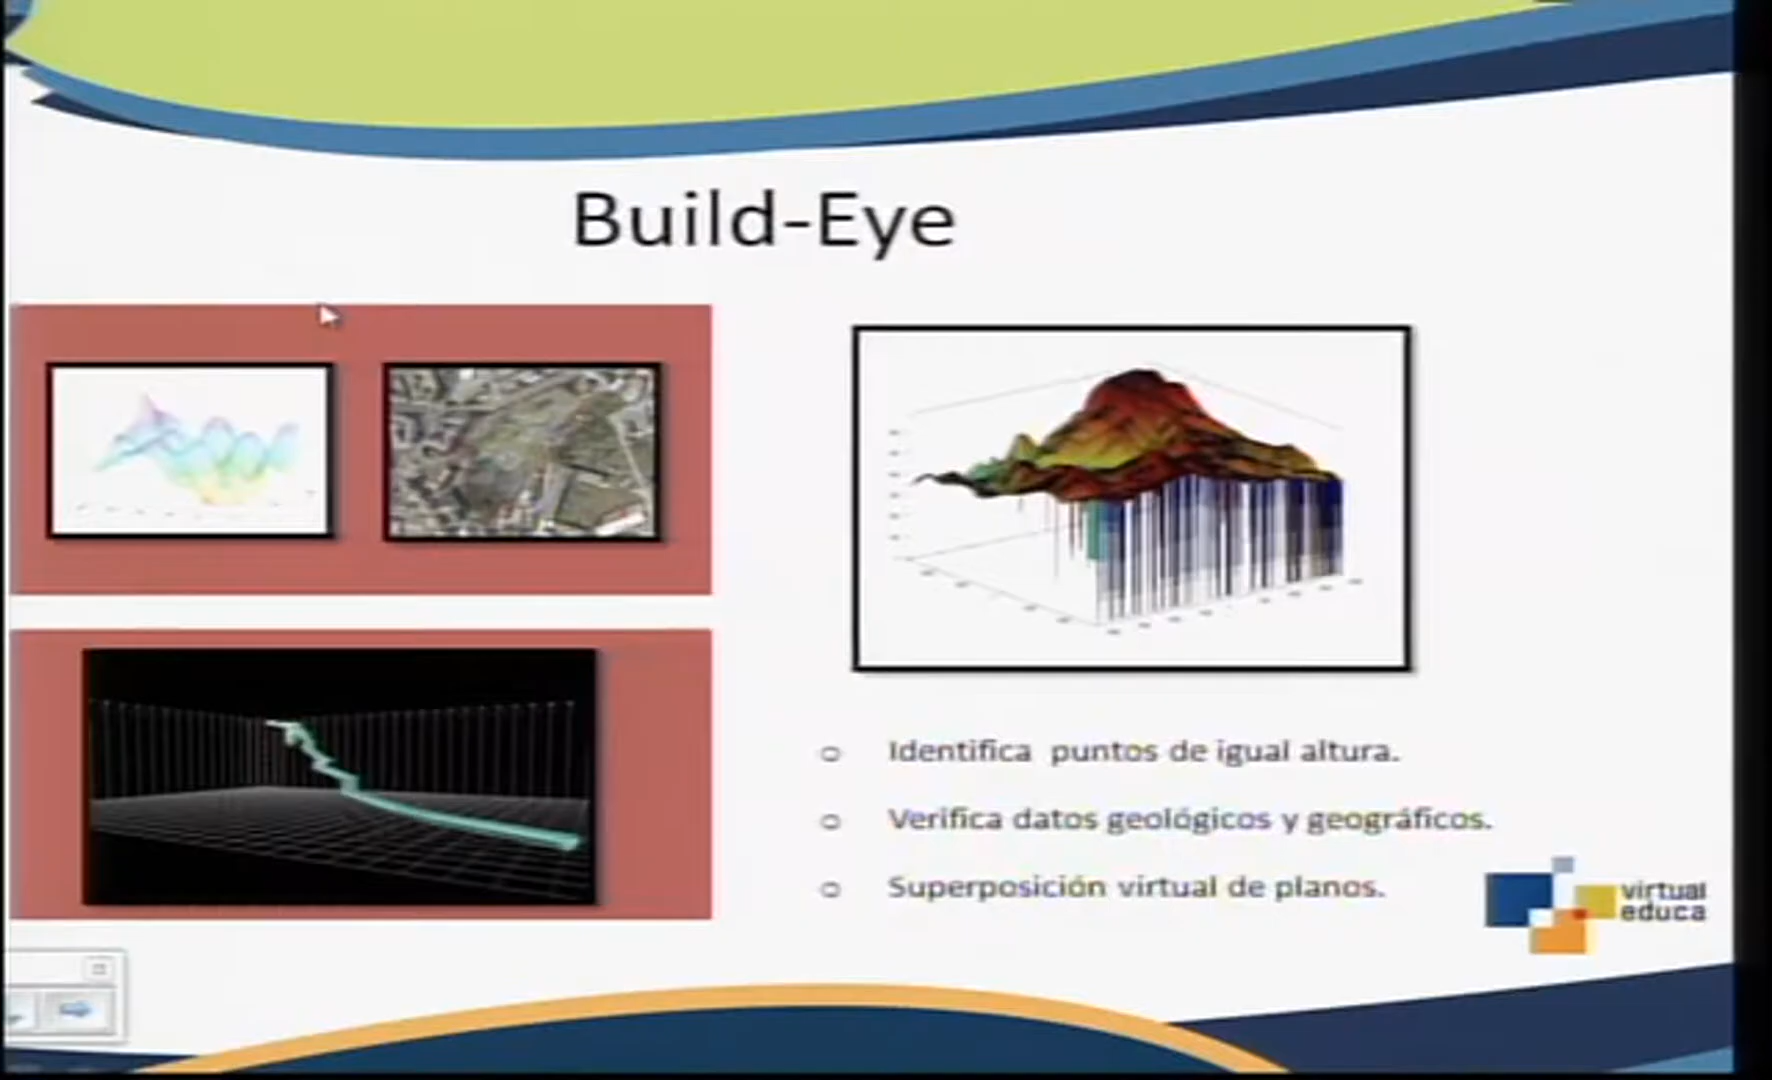 Build-Eye
Identifica puntos de igual altura.
Verifica datos geológicos y geográficos.
Superposición virtual de planos.
virtual
educa